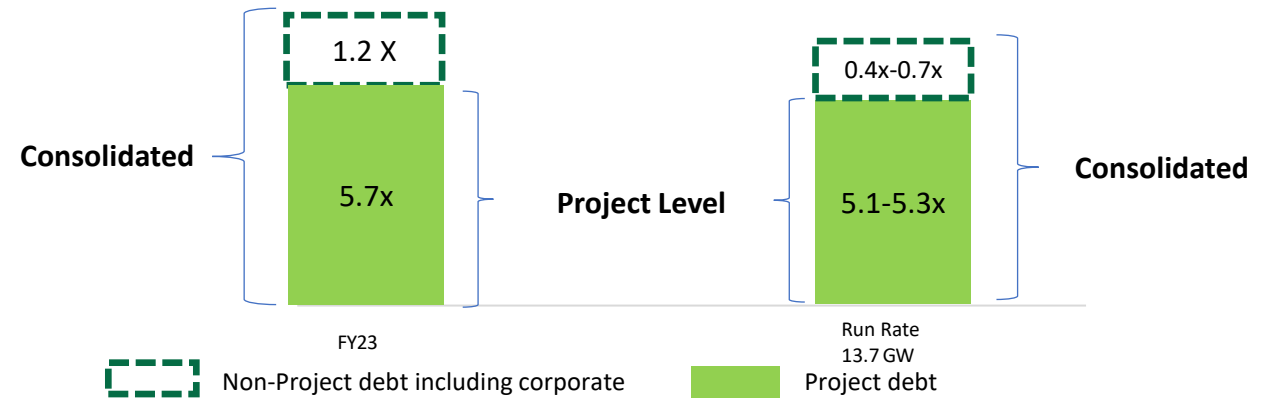 1.2 X
0.4x-0.7x
Consolidated
Consolidated
5.7x
Project Level
5.1-5.3x
FY23
Run Rate
13.7 GW
Non-Project debt including corporate
Project debt